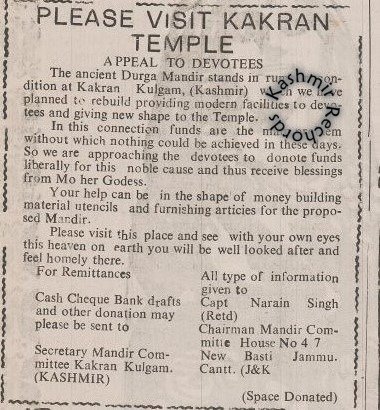 PLEASE VISIT KAKRAN
TEMPLE
APPEAL TO DEVOTEES
The ancient Durga Mandir stands in
dition at Kakran Kulgam, (Kashmir) we have
planned to rebuild providing modern facilities to
tees and giving new shape to the Temple.
In this connection funds are the
without which nothing could be achieved in these days.
So we are approaching the devotees to donote funds
liberally for this noble cause and thus receive blessings
from Mo her Godess.
Your help can be in the shape of money building
material utencils and furnishing articles for the propo-
sed Mandir.
Please visit this place and see with your own eyes
this heaven on earth you will be well looked after and
feel homely there.
For Remittances
Cash Cheque Bank drafts
and other donation may
please be sent to
Secretary Mandir Com-
mittee Kakran Kulgam.
(KASHMIR)
All type of information
given to
Capt Narain Singh
(Retd)
Chairman Mandir Com-
mittee House No 4 7
New Basti Jammu.
Cantt. (J&K
(Space Donated)
Kashmir Rechords